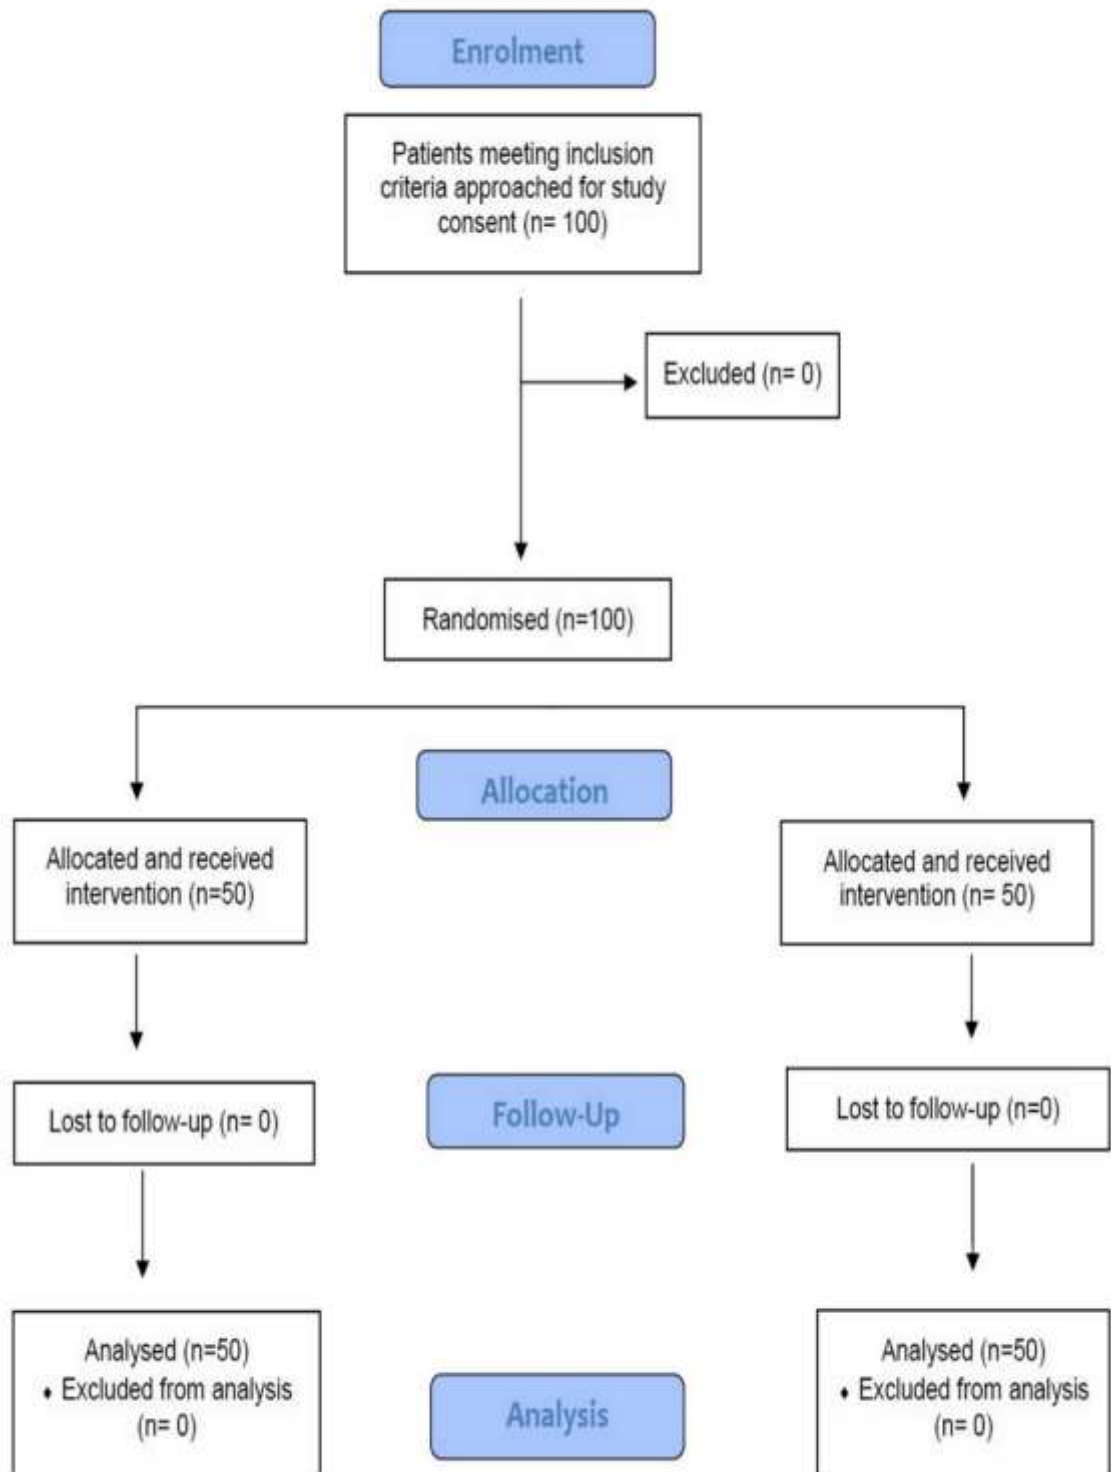 Enrolment
Patients meeting inclusion
criteria approached for study
consent (n= 100)
Excluded (n= 0)
Randomised (n=100)
Allocation
Allocated and received
intervention (n=50)
Allocated and received
intervention (n= 50)
Lost to follow-up (n= 0)
Follow-Up
Lost to follow-up (n=0)
Analysed (n=50)
♦ Excluded from analysis
(n= 0)
Analysis
Analysed (n=50)
♦ Excluded from analysis
(n= 0)